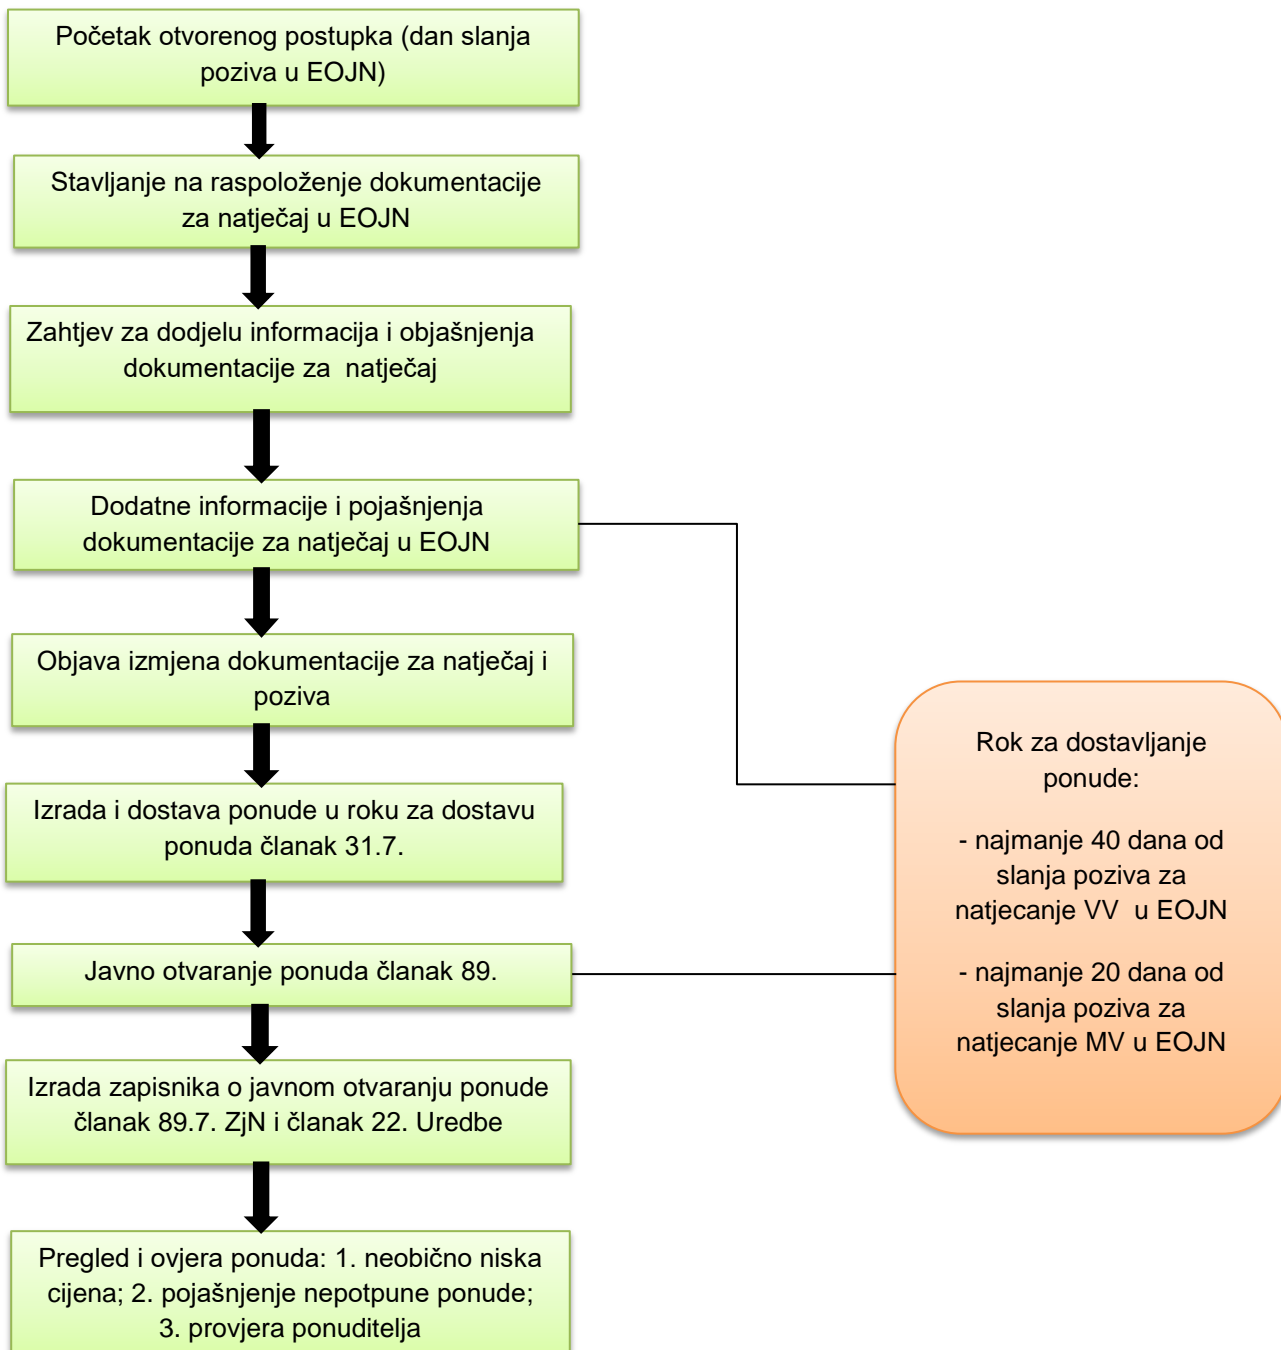 Početak otvorenog postupka (dan slanja
poziva u EOJN)
Stavljanje na raspoloženje dokumentacije
za natječaj u EOJN
Zahtjev za dodjelu informacija i objašnjenja
dokumentacije za natječaj
Dodatne informacije i pojašnjenja
dokumentacije za natječaj u EOJN
Objava izmjena dokumentacije za natječaj i
poziva
Izrada i dostava ponude u roku za dostavu
ponuda članak 31.7.
Javno otvaranje ponuda članak 89.
Izrada zapisnika o javnom otvaranju ponude
članak 89.7. ZjN i članak 22. Uredbe
Pregled i ovjera ponuda: 1. neobično niska
cijena; 2. pojašnjenje nepotpune ponude;
3. provjera ponuditelja
Rok za dostavljanje
ponude:
- najmanje 40 dana od
slanja poziva za
natjecanje VV u EOJN
- najmanje 20 dana od
slanja poziva za
natjecanje MV u EOJN